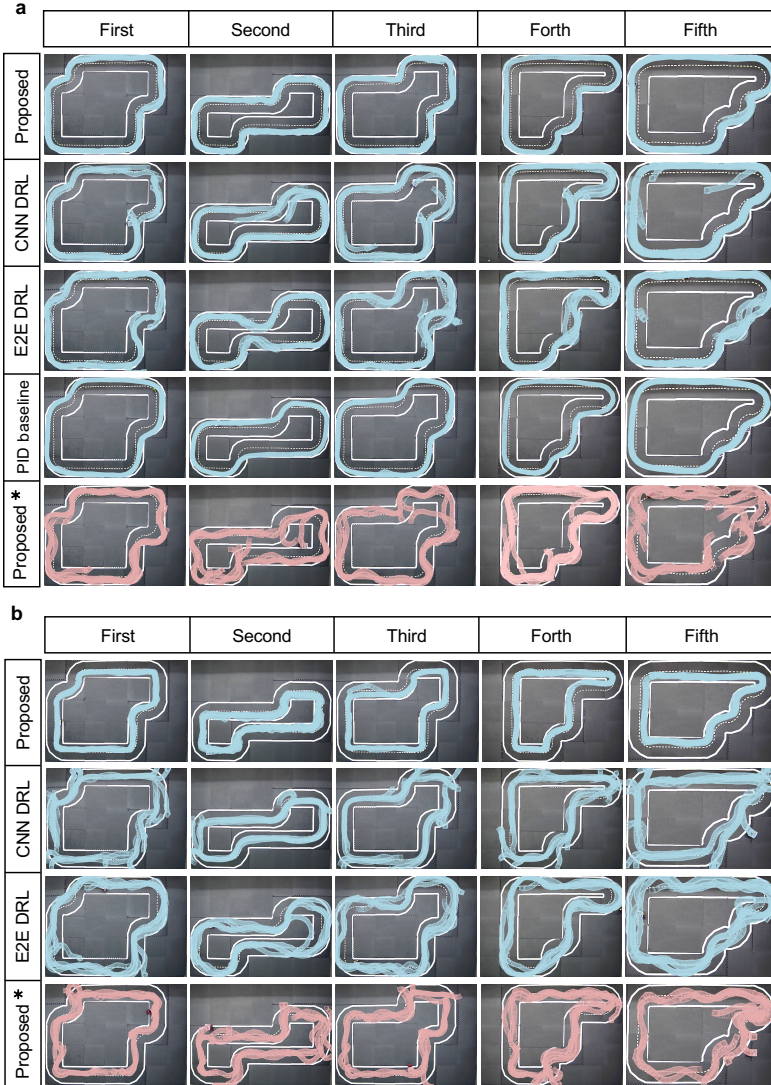 a
First Second Third Forth Fifth
Proposed
CNN DRL
E2E DRL
PID baseline
Proposed *
b
First Second Third Forth Fifth
Proposed
CNN DRL
E2E DRL
Proposed *